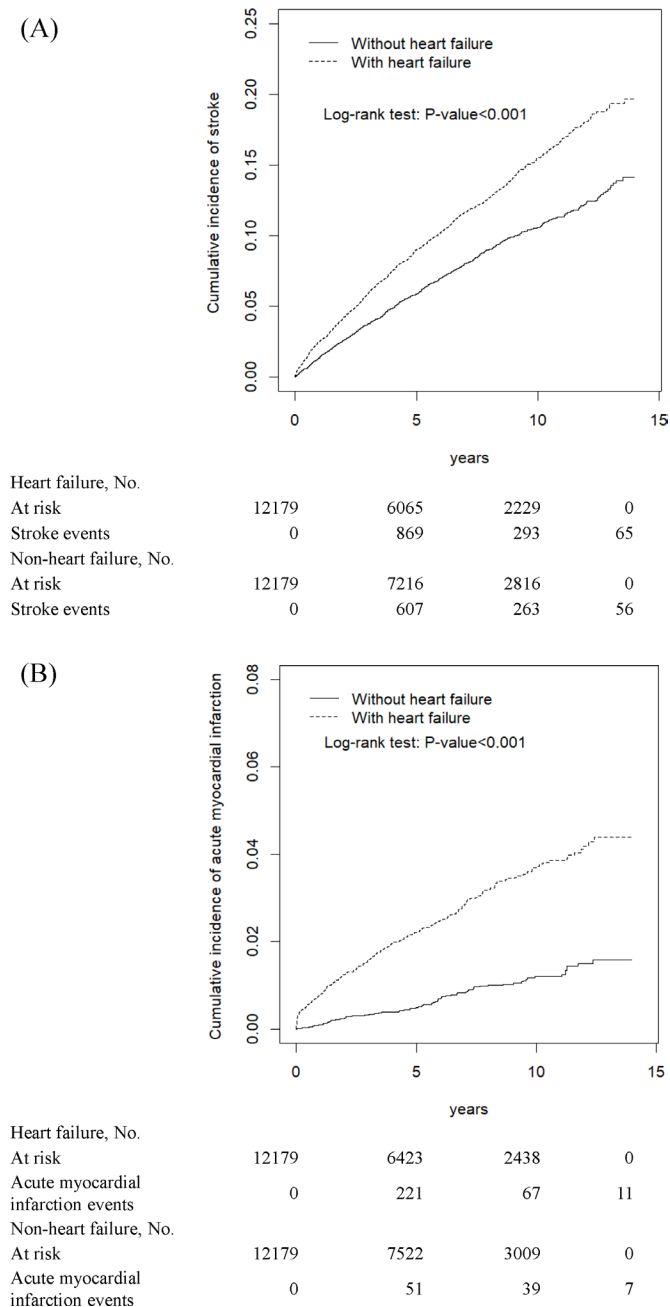 (A)
Cumulative incidence of stroke
0.25
0.20
0.15
0.10
0.05
0.00
Without heart failure
With heart failure
Log-rank test: P-value<0.001
0 5 10 15
years
Heart failure, No.
At risk 12179 6065 2229 0
Stroke events 0 869 293 65
Non-heart failure, No.
At risk 12179 7216 2816 0
Stroke events 0 607 263 56
(B)
Cumulative incidence of acute myocardial infarction
0.08
0.06
0.04
0.02
0.00
Without heart failure
With heart failure
Log-rank test: P-value<0.001
0 5 10 15
years
Heart failure, No.
At risk 12179 6423 2438 0
Acute myocardial
infarction events 0 221 67 11
Non-heart failure, No.
At risk 12179 7522 3009 0
Acute myocardial
infarction events 0 51 39 7